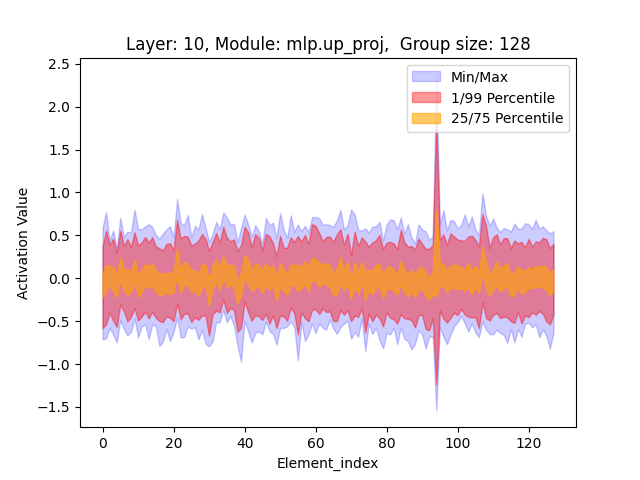 Layer: 10, Module: mlp.up_proj,  Group size: 128
Min/Max
1/99 Percentile
25/75 Percentile
Activation Value
2.5
2.0
1.5
1.0
0.5
0.0
−0.5
−1.0
−1.5
0 20 40 60 80 100 120
Element_index